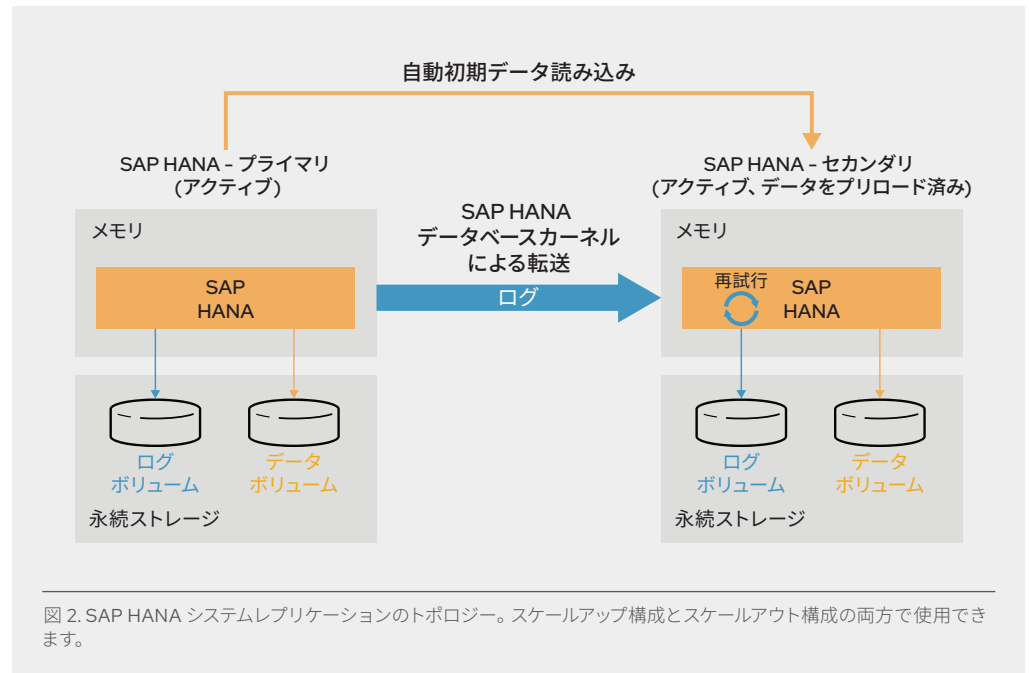 自動初期データ読み込み
SAP HANA – プライマリ
(アクティブ)
SAP HANA – セカンダリ
(アクティブ、データをプリロード済み)
メモリ
SAP
HANA
SAP HANA
データベースカーネル
による転送
ログ
メモリ
再試行
SAP
HANA
ログ
ボリューム
データ
ボリューム
永続ストレージ
ログ
ボリューム
データ
ボリューム
永続ストレージ
図 2. SAP HANA システムレプリケーションのトポロジー。スケールアップ構成とスケールアウト構成の両方で使用でき
ます。